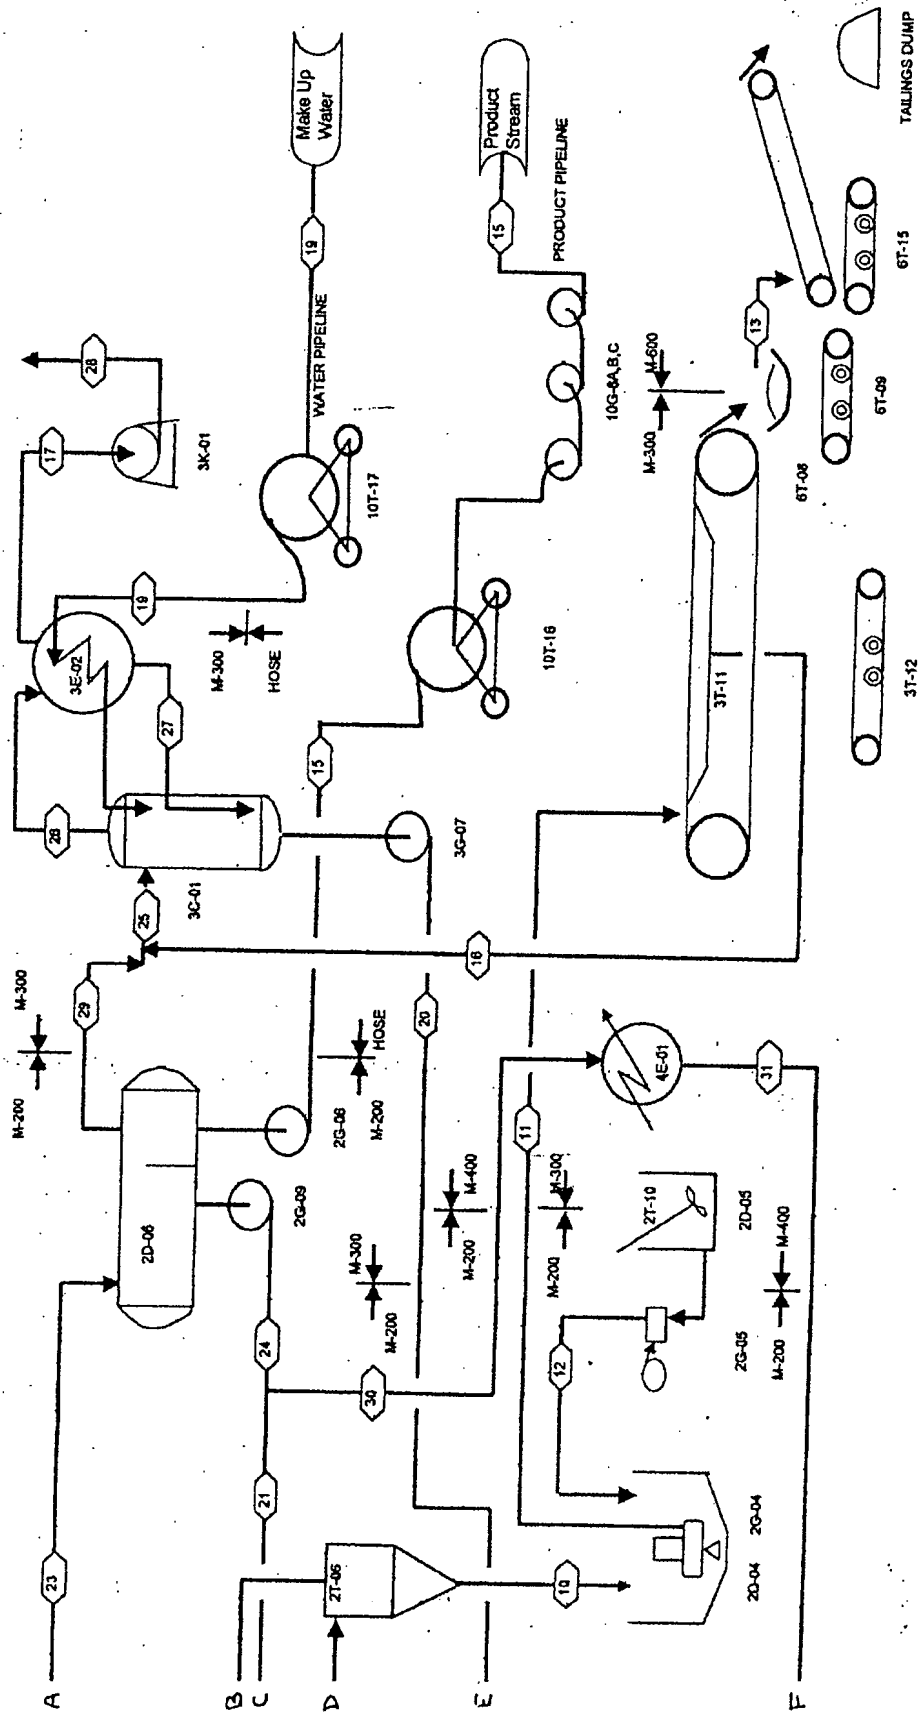 A
23
2D-06
M-200
M-300
29
25
3C-01
28
3E-02
27
17
3K-01
28
19
M-300
HOSE
10T-17
WATER PIPELINE
19
Make Up
Water
B
C
21
24
2G-09
2G-08
M-200
HOSE
15
10T-16
10G-6A,B,C
PRODUCT PIPELINE
15
Product
Stream
D
2T-06
30
M-200
M-300
20
3G-07
E
10
M-200
M-400
16
11
M-200
M-300
4E-01
31
12
2T-10
2D-05
2G-05
2D-04
2G-04
M-200
M-400
F
3T-11
M-300
M-600
6T-08
13
3T-12
6T-09
6T-15
TAILINGS DUMP